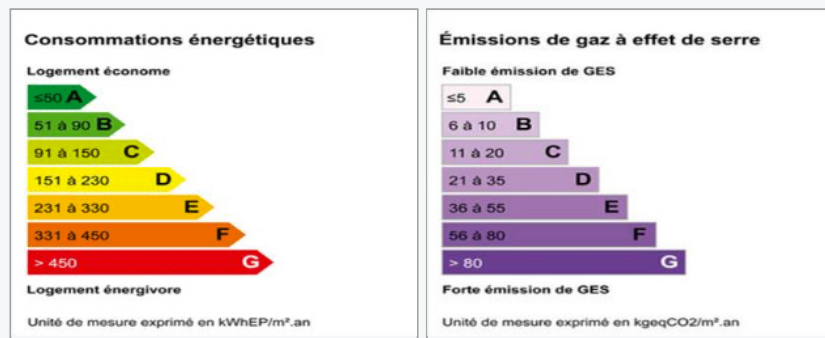 Consommations énergétiques
Logement économe
≤50 A
51 à 90 B
91 à 150 C
151 à 230 D
231 à 330 E
331 à 450 F
> 450 G
Logement énergivore
Unité de mesure exprimé en kWhEP/m².an
Émissions de gaz à effet de serre
Faible émission de GES
≤5 A
6 à 10 B
11 à 20 C
21 à 35 D
36 à 55 E
56 à 80 F
> 80 G
Forte émission de GES
Unité de mesure exprimé en kgeqCO2/m².an